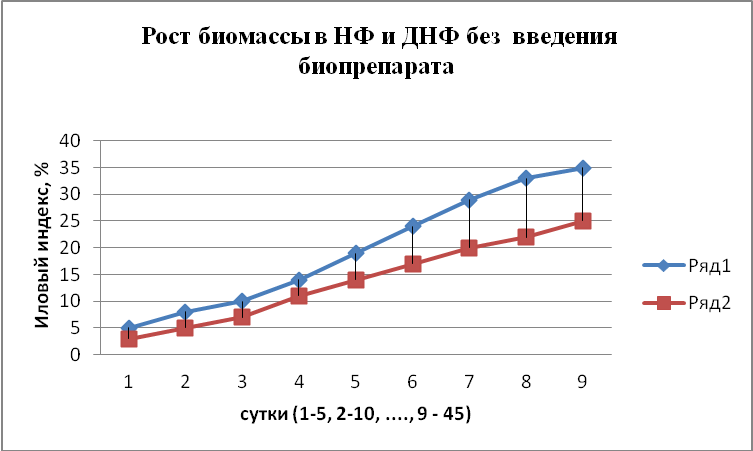 Рост биомассы в НФ и ДНФ без введения
биопрепарата
Иловый индекс, %
40
35
30
25
20
15
10
5
0
1 2 3 4 5 6 7 8 9
сутки (1-5, 2-10, ...., 9 - 45)
Ряд1
Ряд2